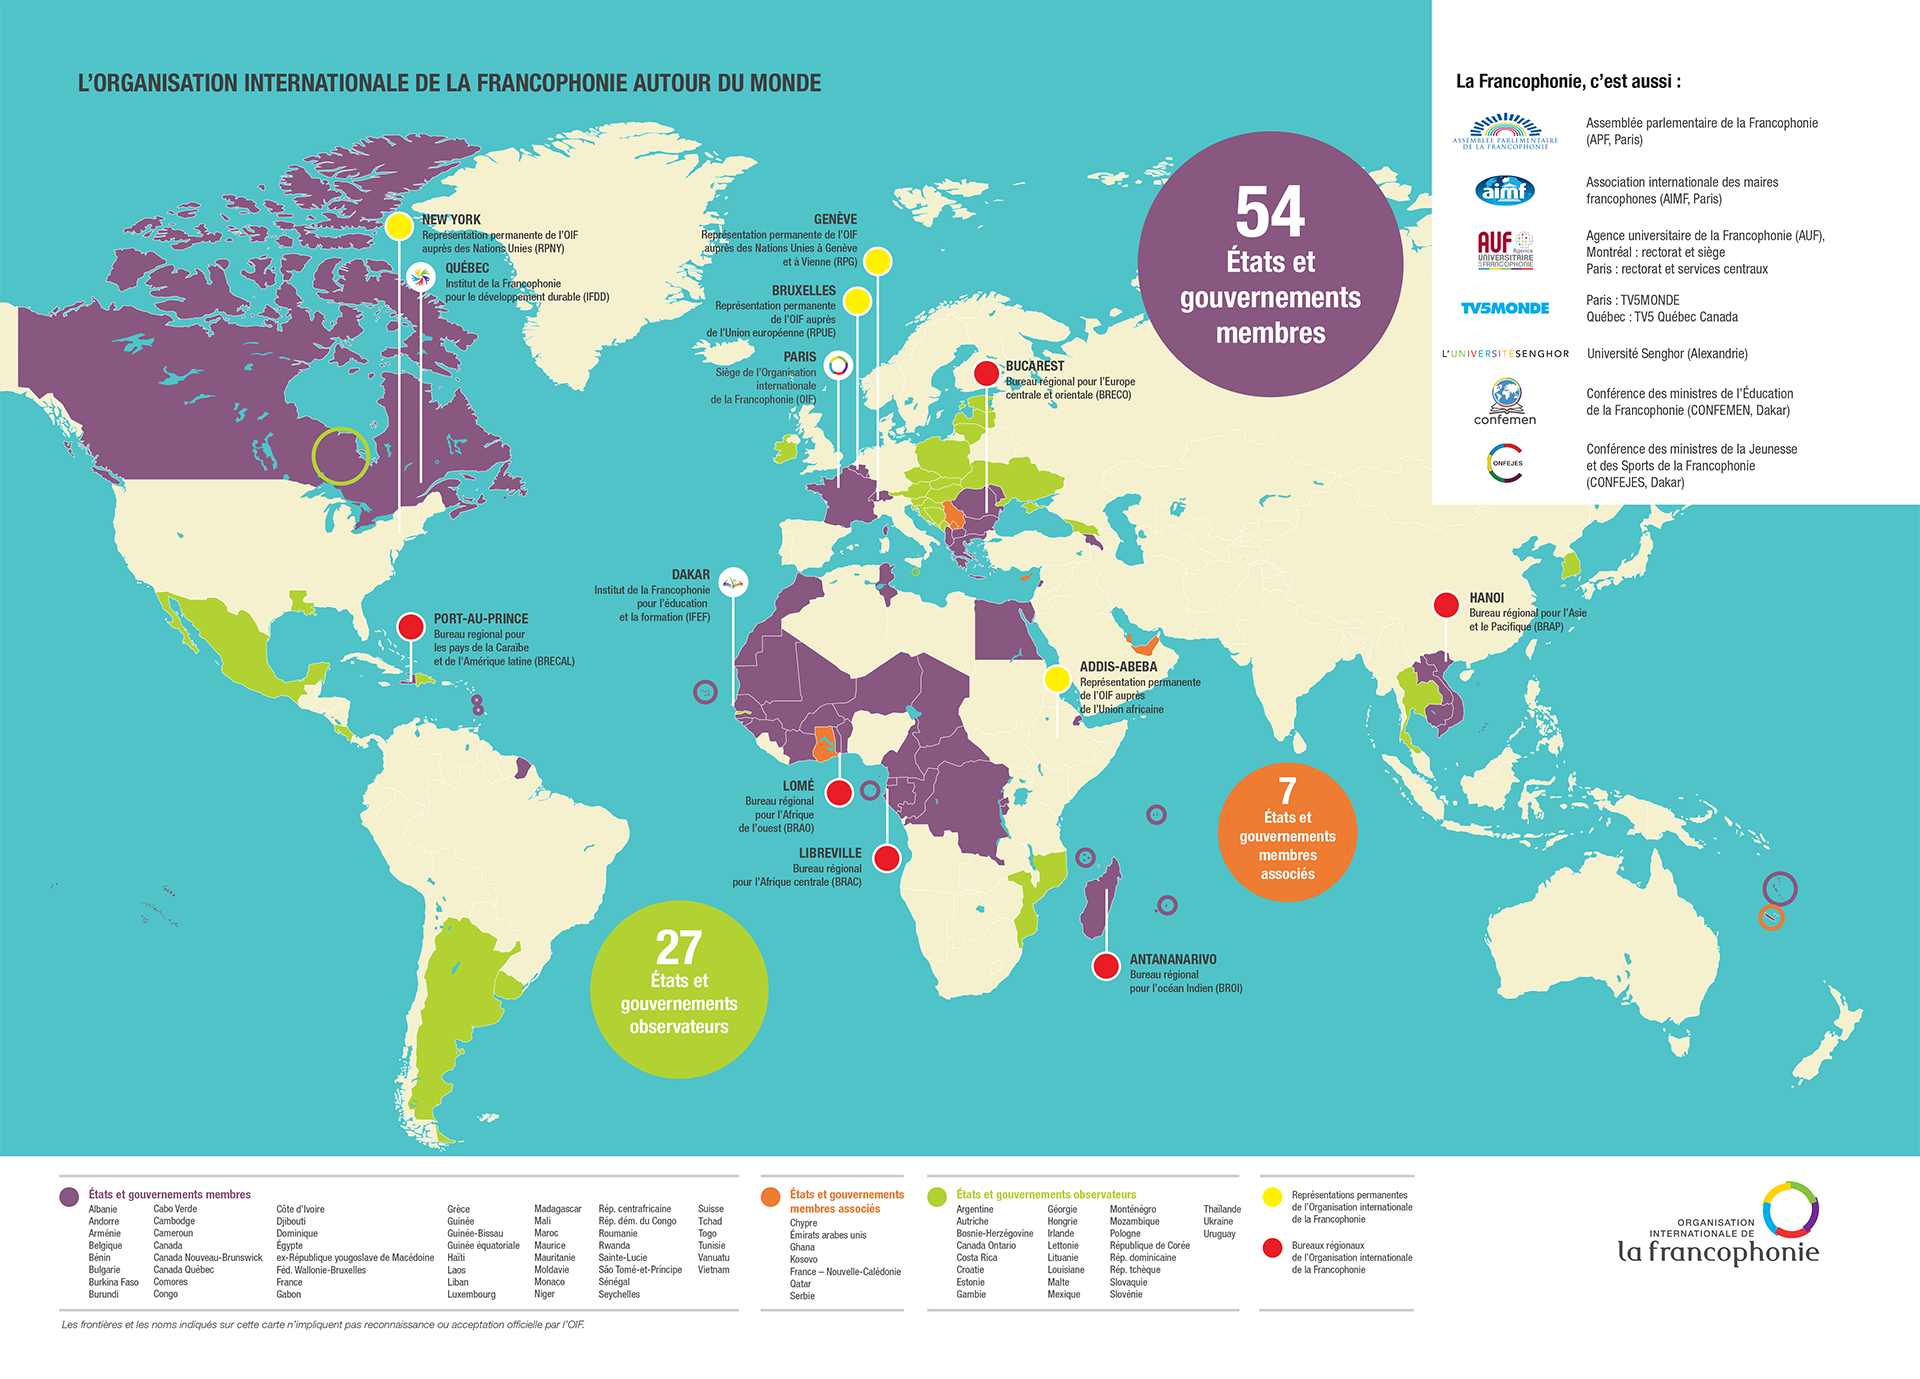 L'ORGANISATION INTERNATIONALE DE LA FRANCOPHONIE AUTOUR DU MONDE
NEW YORK
Représentation permanente de l'OIF
auprès des Nations Unies (RPNY)
QUÉBEC
Institut de la Francophonie
pour le dévéloppement durable (IFDD)
GENÈVE
Représentation permanente de l'OIF
auprès des Nations Unies à Genève
et à Vienne (RPG)
BRUXELLES
Représentation permanente
de l'OIF auprès
de l'Union européenne (RPUE)
PARIS
Siège de l'Organisation
internationale
de la Francophonie (OIF)
BUCAREST
Bureau régional pour l'Europe
centrale et orientale (BRECO)
54
États et
gouvernements
membres
DAKAR
Institut de la Francophonie
pour l'éducation
et la formation (IFEF)
PORT-AU-PRINCE
Bureau regional pour
les pays de la Caraïbe
et de l'Amérique latine (BRECAL)
HANOI
Bureau régional pour l'Asie
et le Pacifique (BRAP)
ADDIS-ABEBA
Représentation permanente
de l'OIF auprès
de l'Union africaine
LOMÉ
Bureau régional
pour l'Afrique
de l'ouest (BRAO)
LIBREVILLE
Bureau régional
pour l'Afrique centrale (BRAC)
7
États et
gouvernements
membres
associés
27
États et
gouvernements
observateurs
ANTANANARIVO
Bureau régional
pour l'océan Indien (BROI)
La Francophonie, c'est aussi :
ASSEMBLÉE PARLEMENTAIRE
DE LA FRANCOPHONIE
Assemblée parlementaire de la Francophonie
(APF, Paris)
aimf
Association internationale des maires
francophones (AIMF, Paris)
AUF
Agence
UNIVERSITAIRE
DE LA FRANCOPHONIE
Agence universitaire de la Francophonie (AUF),
Montréal : rectorat et siège
Paris : rectorat et services centraux
TV5MONDE
Paris : TV5MONDE
Québec : TV5 Québec Canada
L'UNIVERSITÉSENGHOR
Université Senghor (Alexandrie)
confemen
Conférence des ministres de l'Éducation
de la Francophonie (CONFEMEN, Dakar)
CONFEJES
Conférence des ministres de la Jeunesse
et des Sports de la Francophonie
(CONFEJES, Dakar)
États et gouvernements membres
Albanie
Andorre
Arménie
Belgique
Bénin
Bulgarie
Burkina Faso
Burundi
Cabo Verde
Cambodge
Cameroun
Canada
Canada Nouveau-Brunswick
Canada Québec
Comores
Congo
Côte d'Ivoire
Djibouti
Dominique
Égypte
ex-République yougoslave de Macédoine
Féd. Wallonie-Bruxelles
France
Gabon
Grèce
Guinée
Guinée-Bissau
Guinée équatoriale
Haïti
Laos
Liban
Luxembourg
Madagascar
Mali
Maroc
Maurice
Mauritanie
Moldavie
Monaco
Niger
Rép. centrafricaine
Rép. dém. du Congo
Roumanie
Rwanda
Sainte-Lucie
São Tomé-et-Príncipe
Sénégal
Seychelles
Suisse
Tchad
Togo
Tunisie
Vanuatu
Vietnam
États et gouvernements
membres associés
Chypre
Émirats arabes unis
Ghana
Kosovo
France – Nouvelle-Calédonie
Qatar
Serbie
États et gouvernements observateurs
Argentine
Autriche
Bosnie-Herzégovine
Canada Ontario
Costa Rica
Croatie
Estonie
Gambie
Géorgie
Hongrie
Irlande
Lettonie
Lituanie
Louisiane
Malte
Mexique
Monténégro
Mozambique
Pologne
République de Corée
Rép. dominicaine
Rép. tchèque
Slovaquie
Slovénie
Thaïlande
Ukraine
Uruguay
Représentations permanentes
de l'Organisation internationale
de la Francophonie
Bureaux régionaux
de l'Organisation internationale
de la Francophonie
ORGANISATION
INTERNATIONALE DE
la francophonie
Les frontières et les noms indiqués sur cette carte n'impliquent pas reconnaissance ou acceptation officielle par l'OIF.